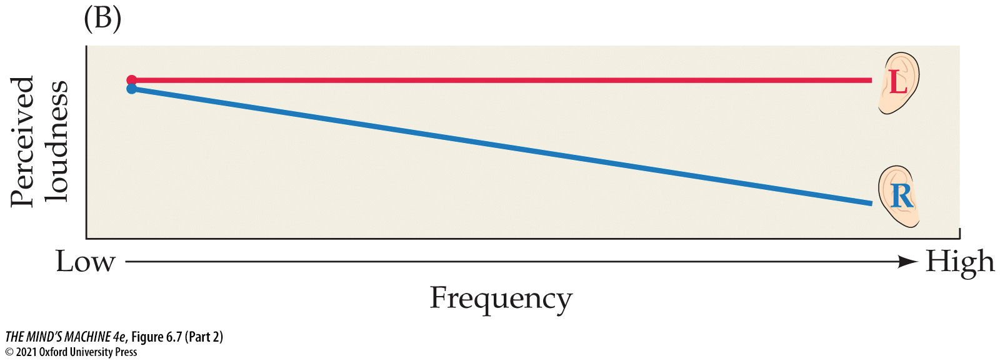 (B)
Perceived
loudness
L
R
Low
High
Frequency
THE MIND'S MACHINE 4e, Figure 6.7 (Part 2)
© 2021 Oxford University Press